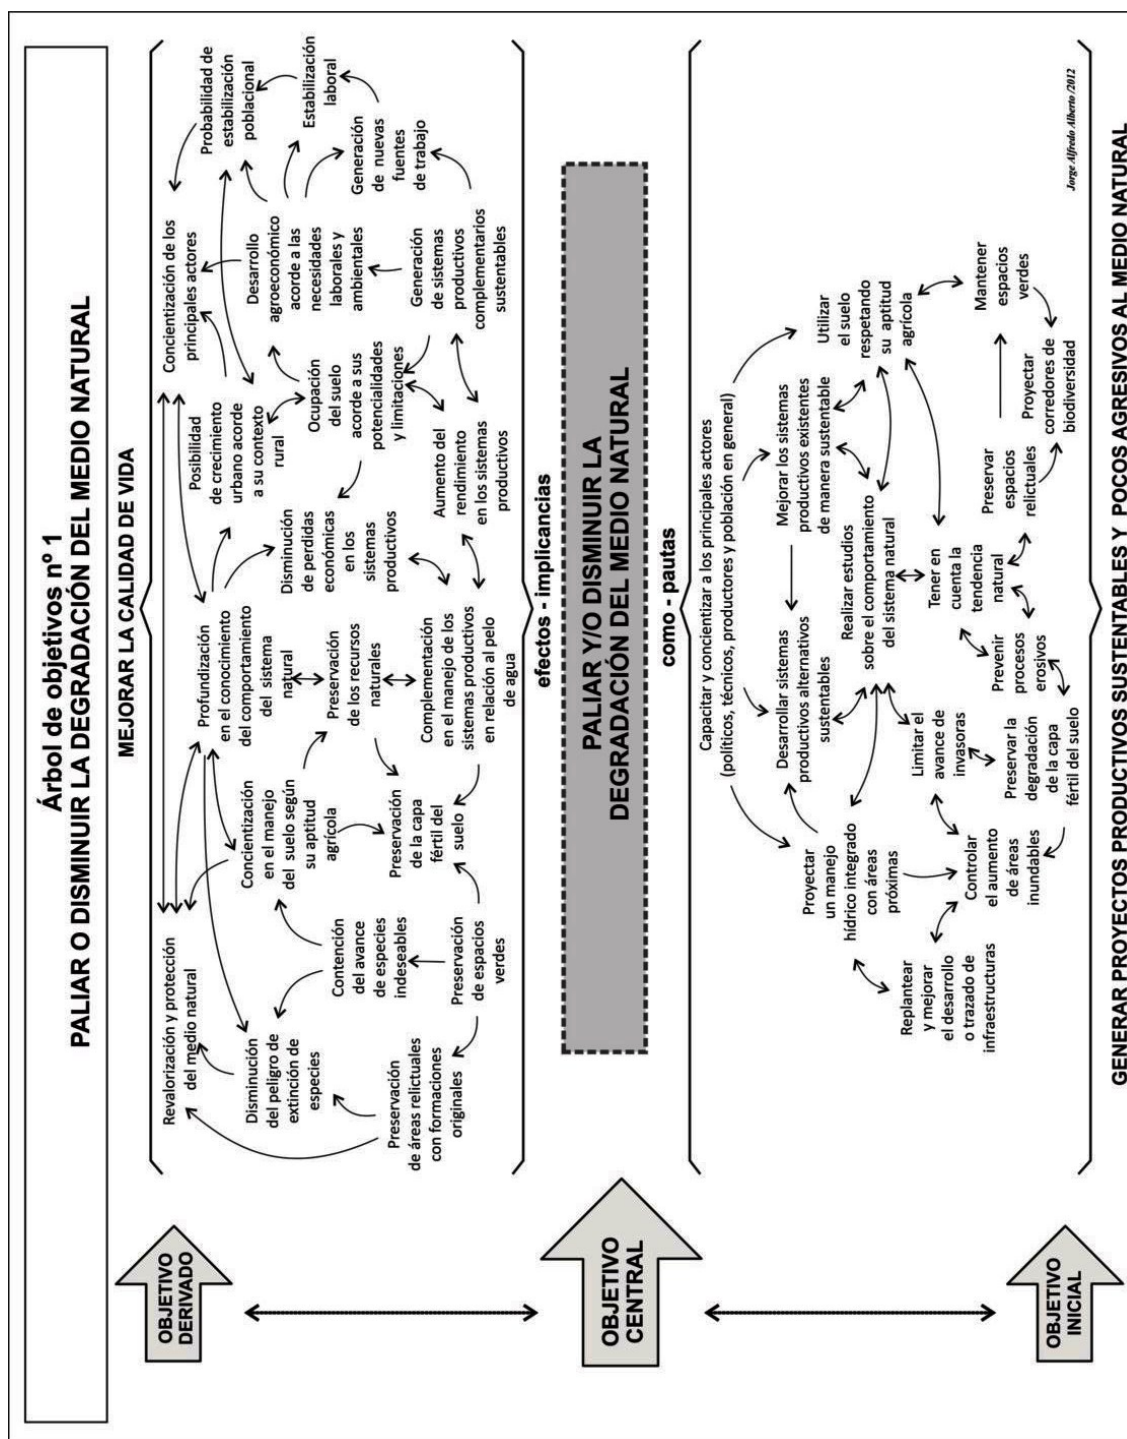 Árbol de objetivos nº 1
PALIAR O DISMINUIR LA DEGRADACIÓN DEL MEDIO NATURAL
MEJORAR LA CALIDAD DE VIDA
OBJETIVO
DERIVADO
Revalorización y protección
del medio natural
Concientización de los
principales actores
Probabilidad de
estabilización
poblacional
Disminución
del peligro de
extinción de
especies
Concientización
en el manejo
del suelo según
su aptitud
agrícola
Profundización
en el conocimiento
del comportamiento
del sistema
natural
Posibilidad
de crecimiento
urbano acorde
a su contexto
rural
Desarrollo
agroeconómico
acorde a las
necesidades
laborales y
ambientales
Estabilización
laboral
Contención
del avance
de especies
indeseables
Preservación
de los recursos
naturales
Disminución
de perdidas
económicas
en los
sistemas
productivos
Ocupación
del suelo
acorde a sus
potencialidades
y limitaciones
Generación
de nuevas
fuentes
de trabajo
Preservación
de áreas relictuales
con formaciones
originales
Preservación
de espacios
verdes
Preservación
de la capa
fértil del
suelo
Complementación
en el manejo de los
sistemas productivos
en relación al pelo
de agua
Aumento del
rendimiento
en los sistemas
productivos
Generación
de sistemas
productivos
complementarios
sustentables
efectos - implicancias
OBJETIVO
CENTRAL
PALIAR Y/O DISMINUIR LA
DEGRADACIÓN DEL MEDIO NATURAL
como - pautas
Capacitar y concientizar a los principales actores
(políticos, técnicos, productores y población en general)
Proyectar
un manejo
hídrico integrado
con áreas
próximas
Desarrollar sistemas
productivos alternativos
sustentables
Mejorar los sistemas
productivos existentes
de manera sustentable
Utilizar
el suelo
respetando
su aptitud
agrícola
Realizar estudios
sobre el comportamiento
del sistema natural
Replantear
y mejorar
el desarrollo
o trazado de
infraestructuras
Controlar
el aumento
de áreas
inundables
Limitar el
avance de
invasoras
Tener en
cuenta la
tendencia
natural
Preservar
espacios
relictuales
Mantener
espacios
verdes
Prevenir
procesos
erosivos
Proyectar
corredores de
biodiversidad
Preservar la
degradación
de la capa
fértil del suelo
Jorge Alfredo Alberto /2012
OBJETIVO
INICIAL
GENERAR PROYECTOS PRODUCTIVOS SUSTENTABLES Y POCOS AGRESIVOS AL MEDIO NATURAL